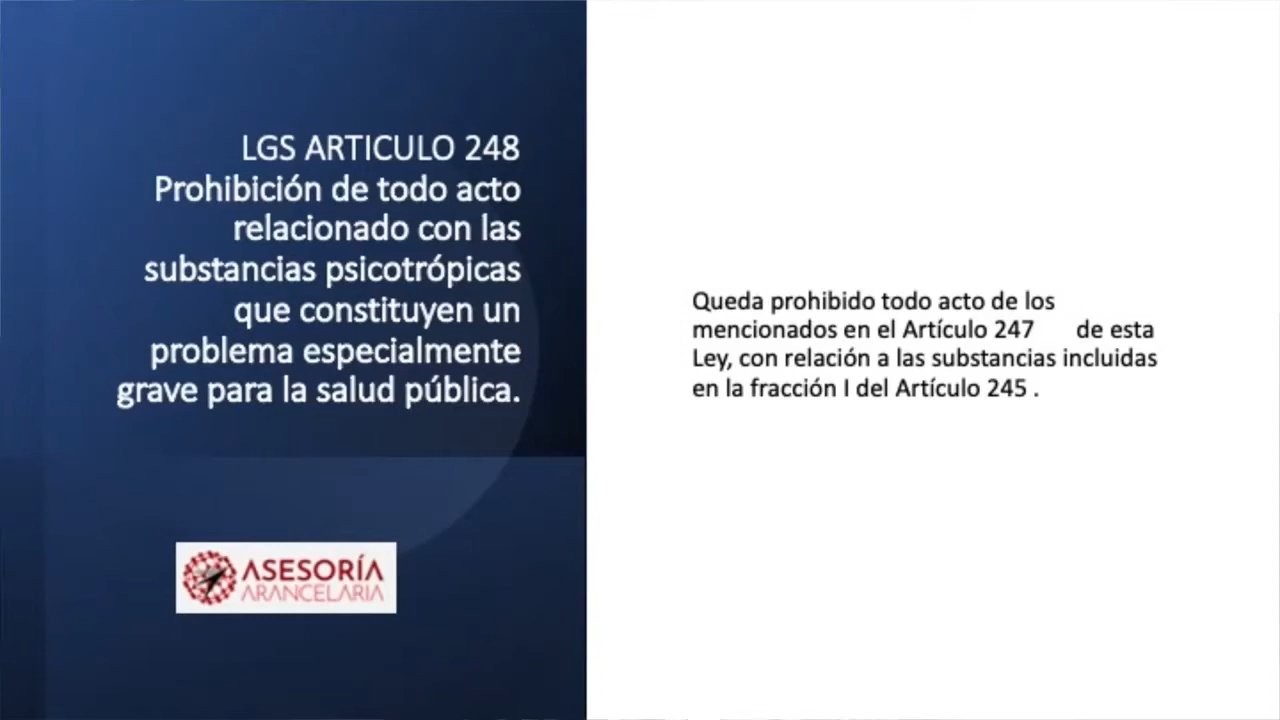 LGS ARTICULO 248
Prohibición de todo acto
relacionado con las
substancias psicotrópicas
que constituyen un
problema especialmente
grave para la salud pública.
ASESORÍA
ARANCELARIA
Queda prohibido todo acto de los
mencionados en el Artículo 247 de esta
Ley, con relación a las substancias incluidas
en la fracción I del Artículo 245 .